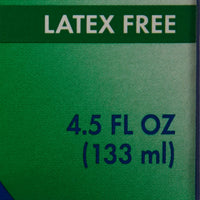 LATEX FREE
4.5 FL OZ
(133 ml)